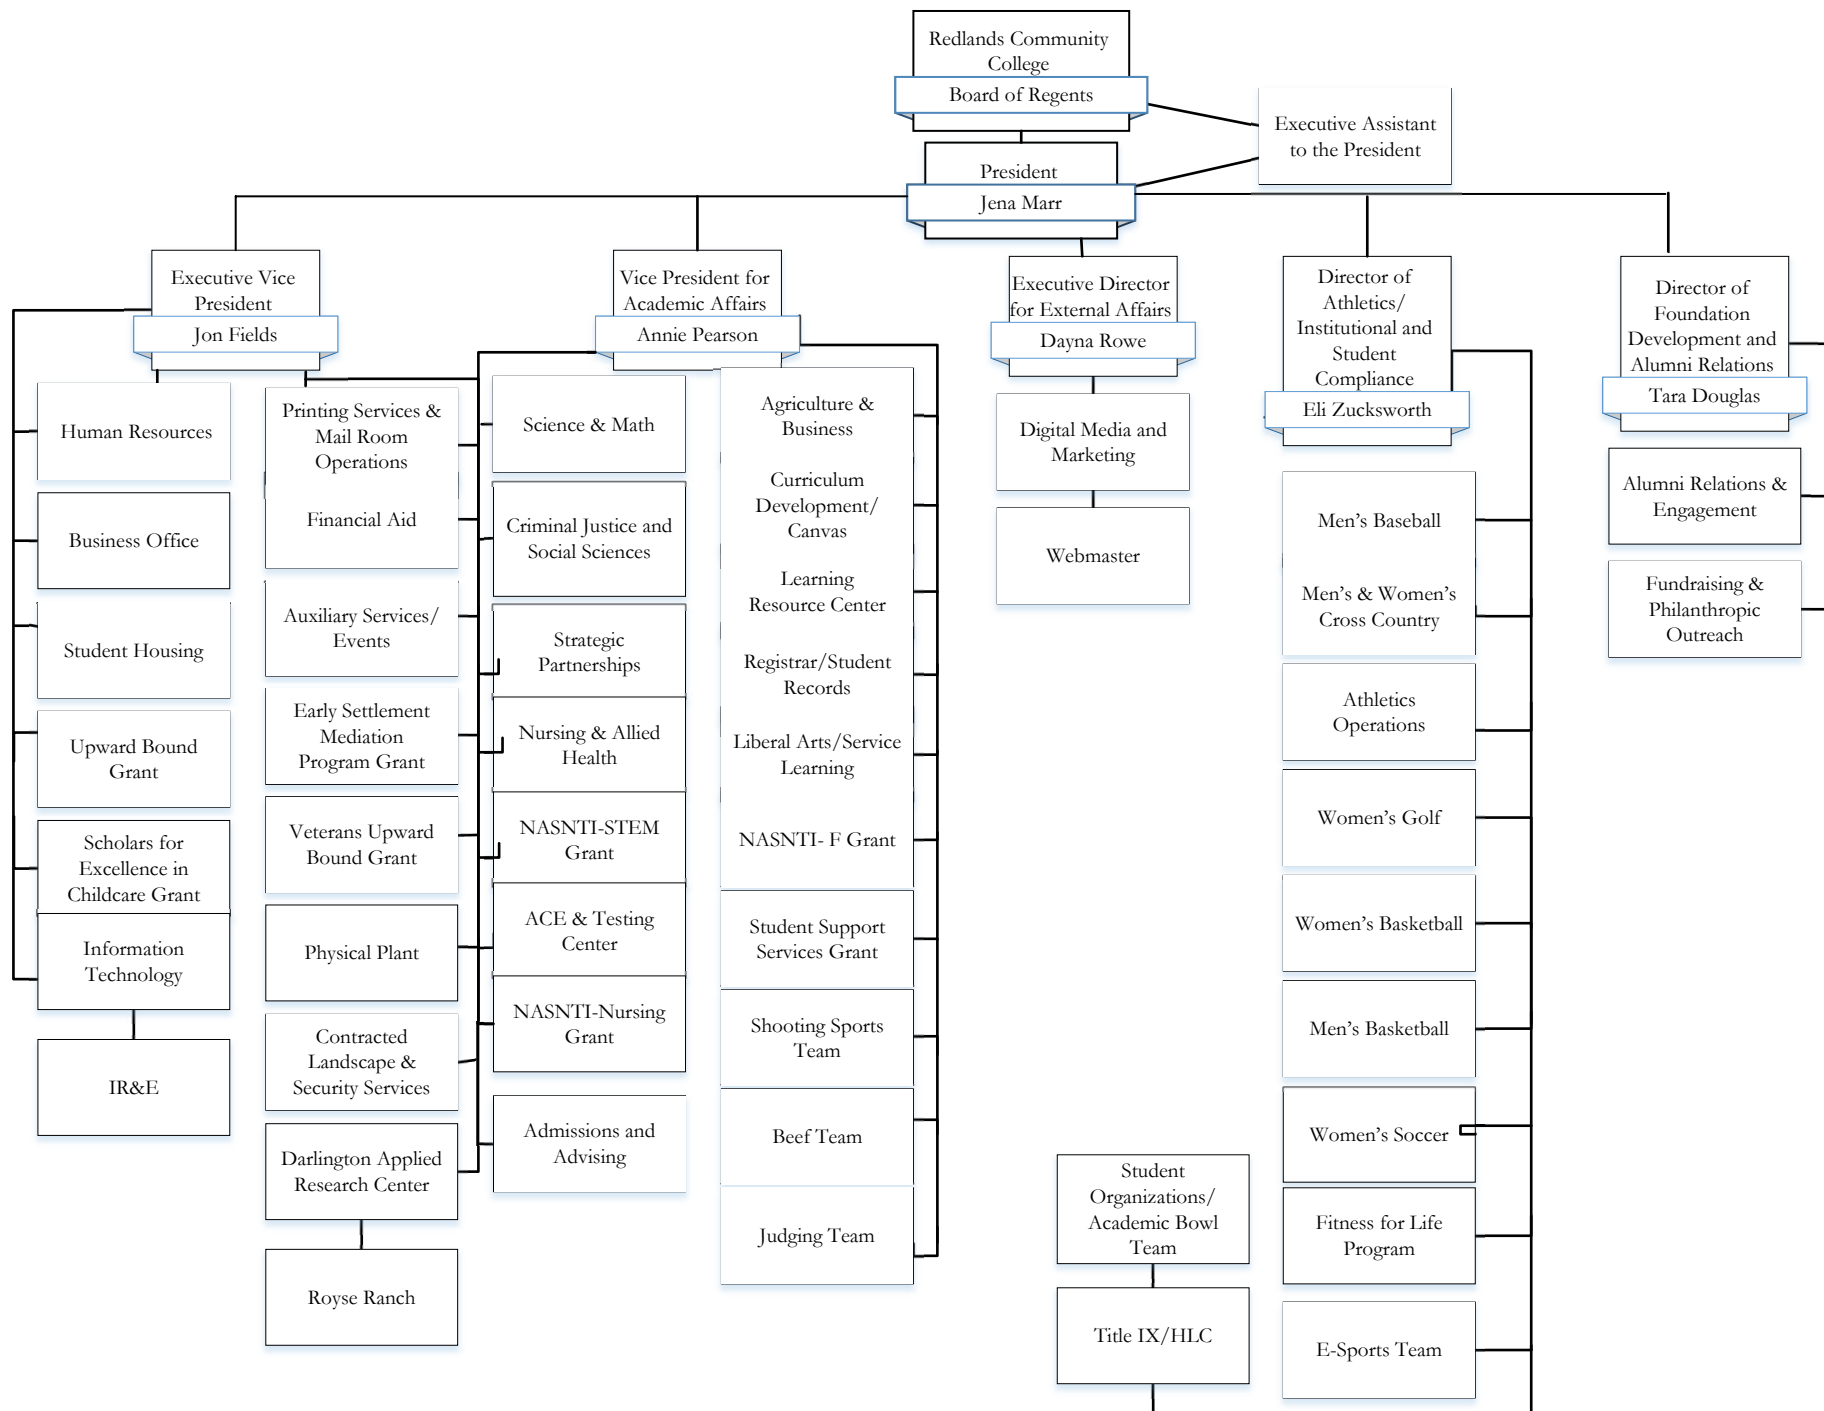 Redlands Community
College
Board of Regents
Executive Assistant
to the President
President
Jena Marr
Executive Vice
President
Jon Fields
Vice President for
Academic Affairs
Annie Pearson
Executive Director
for External Affairs
Dayna Rowe
Director of
Athletics/
Institutional and
Student
Compliance
Eli Zucksworth
Director of
Foundation
Development and
Alumni Relations
Tara Douglas
Human Resources
Business Office
Student Housing
Upward Bound
Grant
Scholars for
Excellence in
Childcare Grant
Information
Technology
IR&E
Printing Services &
Mail Room
Operations
Financial Aid
Auxiliary Services/
Events
Early Settlement
Mediation
Program Grant
Veterans Upward
Bound Grant
Physical Plant
Contracted
Landscape &
Security Services
Darlington Applied
Research Center
Royse Ranch
Science & Math
Criminal Justice and
Social Sciences
Strategic
Partnerships
Nursing & Allied
Health
NASNTI-STEM
Grant
ACE & Testing
Center
NASNTI-Nursing
Grant
Admissions and
Advising
Agriculture &
Business
Curriculum
Development/
Canvas
Learning
Resource Center
Registrar/Student
Records
Liberal Arts/Service
Learning
NASNTI- F Grant
Student Support
Services Grant
Shooting Sports
Team
Beef Team
Judging Team
Digital Media and
Marketing
Webmaster
Student
Organizations/
Academic Bowl
Team
Title IX/HLC
Men’s Baseball
Men’s & Women’s
Cross Country
Athletics
Operations
Women’s Golf
Women’s Basketball
Men’s Basketball
Women’s Soccer
Fitness for Life
Program
E-Sports Team
Alumni Relations &
Engagement
Fundraising &
Philanthropic
Outreach